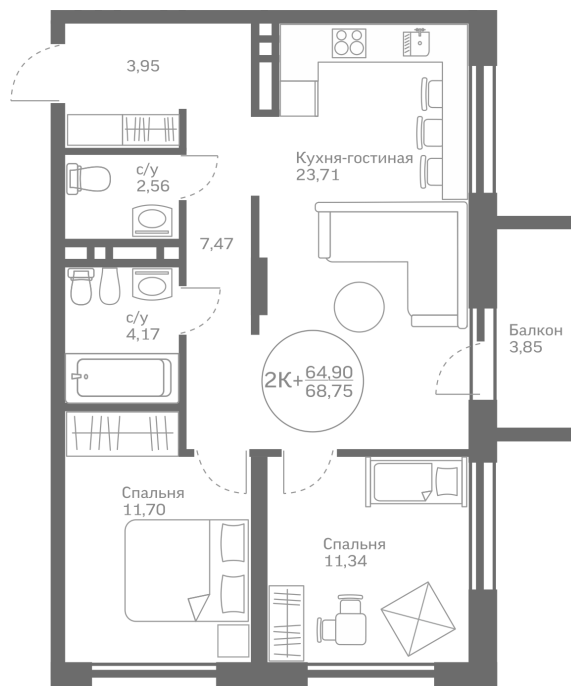 3,95
Кухня-гостиная
23,71
с/у
2,56
7,47
с/у
4,17
Балкон
3,85
2К+ 64,90
68,75
Спальня
11,70
Спальня
11,34